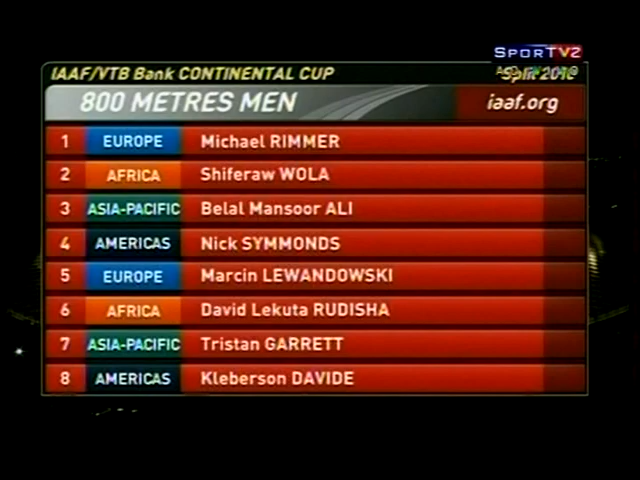 SPORTV2
IAAF/VTB Bank CONTINENTAL CUP Split 2010
800 METRES MEN iaaf.org
1 EUROPE Michael RIMMER
2 AFRICA Shiferaw WOLA
3 ASIA-PACIFIC Belal Mansoor ALI
4 AMERICAS Nick SYMMONDS
5 EUROPE Marcin LEWANDOWSKI
6 AFRICA David Lekuta RUDISHA
7 ASIA-PACIFIC Tristan GARRETT
8 AMERICAS Kleberson DAVIDE